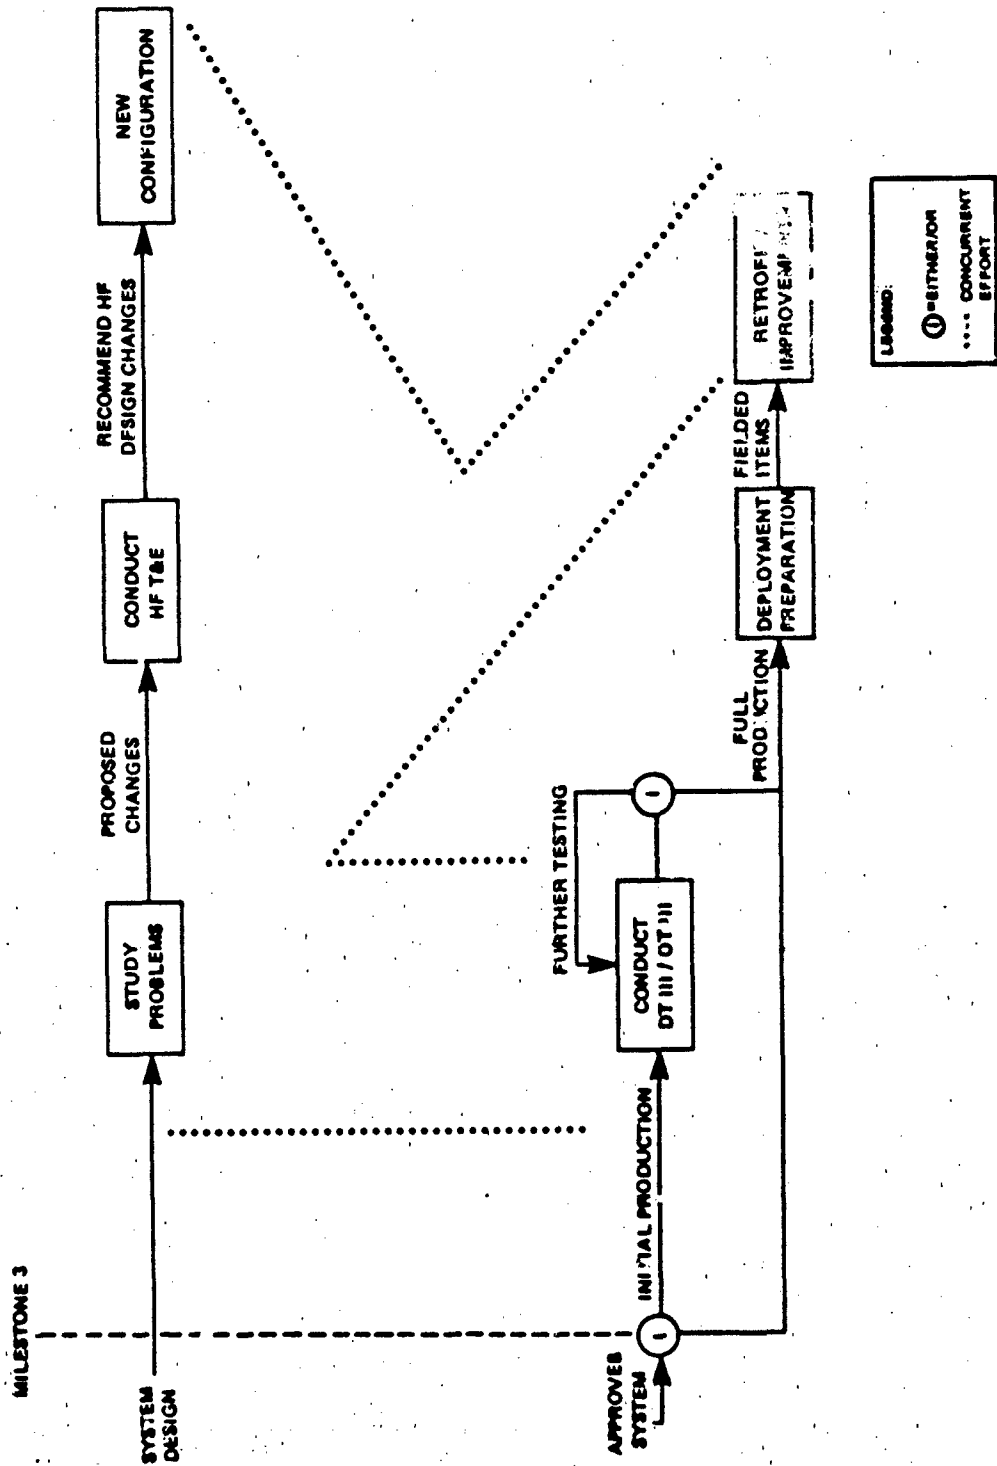 MILESTONE 3
SYSTEM
DESIGN
STUDY
PROBLEMS
PROPOSED
CHANGES
CONDUCT
HF T&E
RECOMMEND HF
DESIGN CHANGES
NEW
CONFIGURATION
APPROVED
SYSTEM
I
INITIAL PRODUCTION
CONDUCT
DT III / OT III
FURTHER TESTING
I
FULL
PRODUCTION
DEPLOYMENT
PREPARATION
FIELDED
ITEMS
RETROFIT /
LEGEND:
I =EITHER/OR
.... CONCURRENT
EFFORT